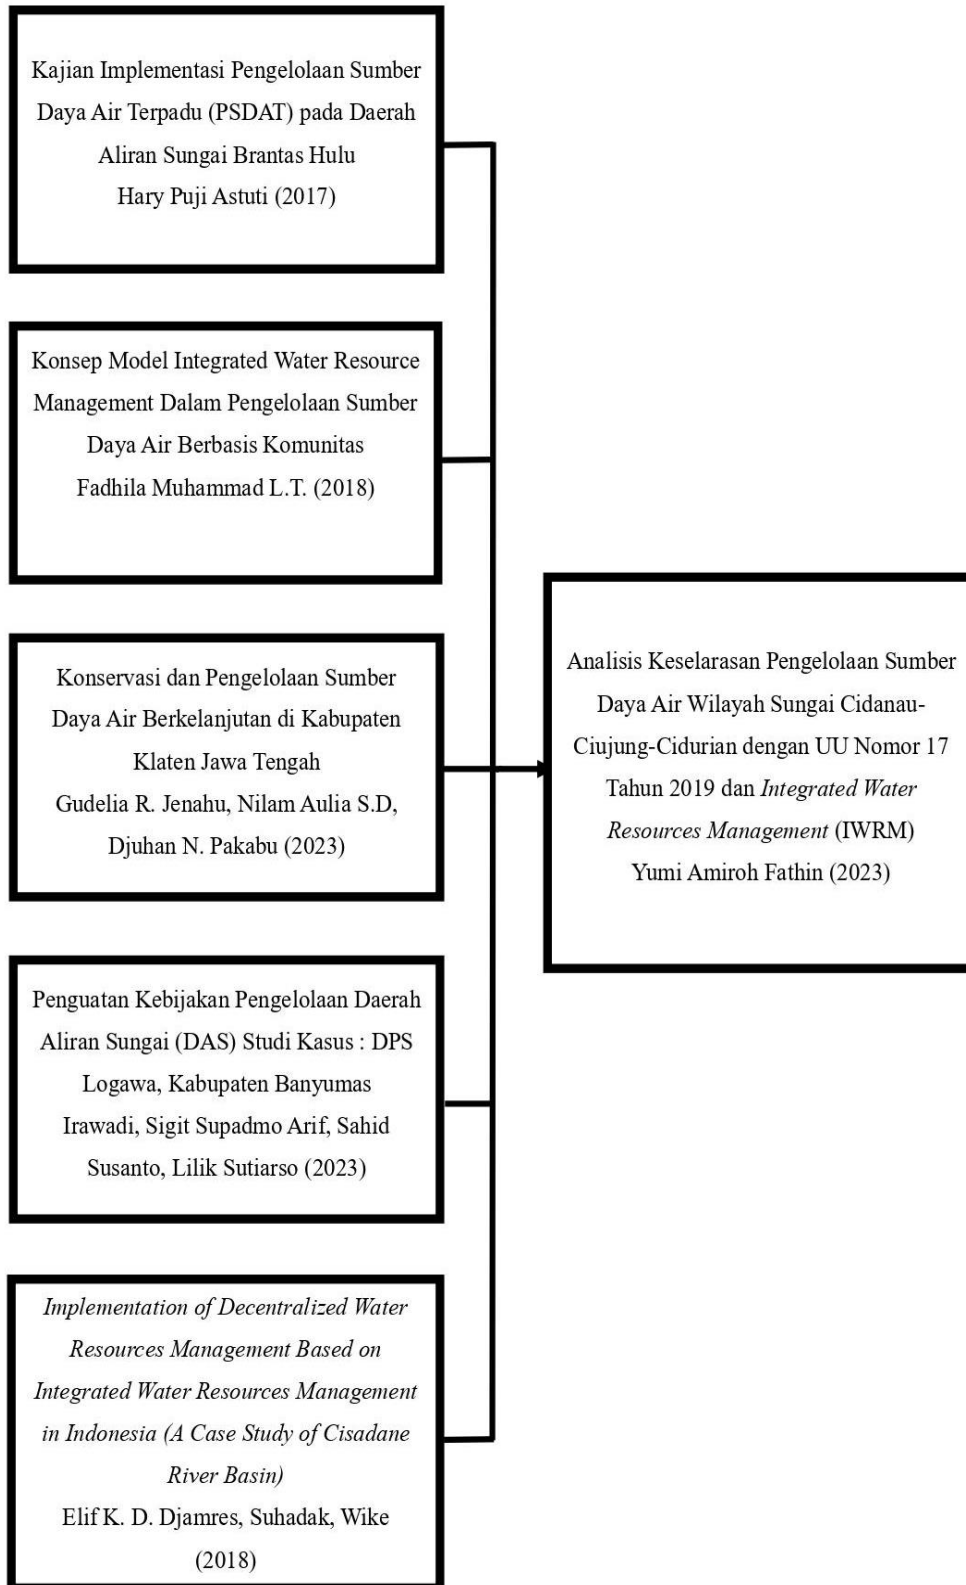 Kajian Implementasi Pengelolaan Sumber
Daya Air Terpadu (PSDAT) pada Daerah
Aliran Sungai Brantas Hulu
Hary Puji Astuti (2017)
Konsep Model Integrated Water Resource
Management Dalam Pengelolaan Sumber
Daya Air Berbasis Komunitas
Fadhila Muhammad L.T. (2018)
Konservasi dan Pengelolaan Sumber
Daya Air Berkelanjutan di Kabupaten
Klaten Jawa Tengah
Gudelia R. Jenahu, Nilam Aulia S.D,
Djuhan N. Pakabu (2023)
Penguatan Kebijakan Pengelolaan Daerah
Aliran Sungai (DAS) Studi Kasus : DPS
Logawa, Kabupaten Banyumas
Irawadi, Sigit Supadmo Arif, Sahid
Susanto, Lilik Sutiarso (2023)
Implementation of Decentralized Water
Resources Management Based on
Integrated Water Resources Management
in Indonesia (A Case Study of Cisadane
River Basin)
Elif K. D. Djamres, Suhadak, Wike
(2018)
Analisis Keselarasan Pengelolaan Sumber
Daya Air Wilayah Sungai Cidanau-
Ciujung-Cidurian dengan UU Nomor 17
Tahun 2019 dan Integrated Water
Resources Management (IWRM)
Yumi Amiroh Fathin (2023)